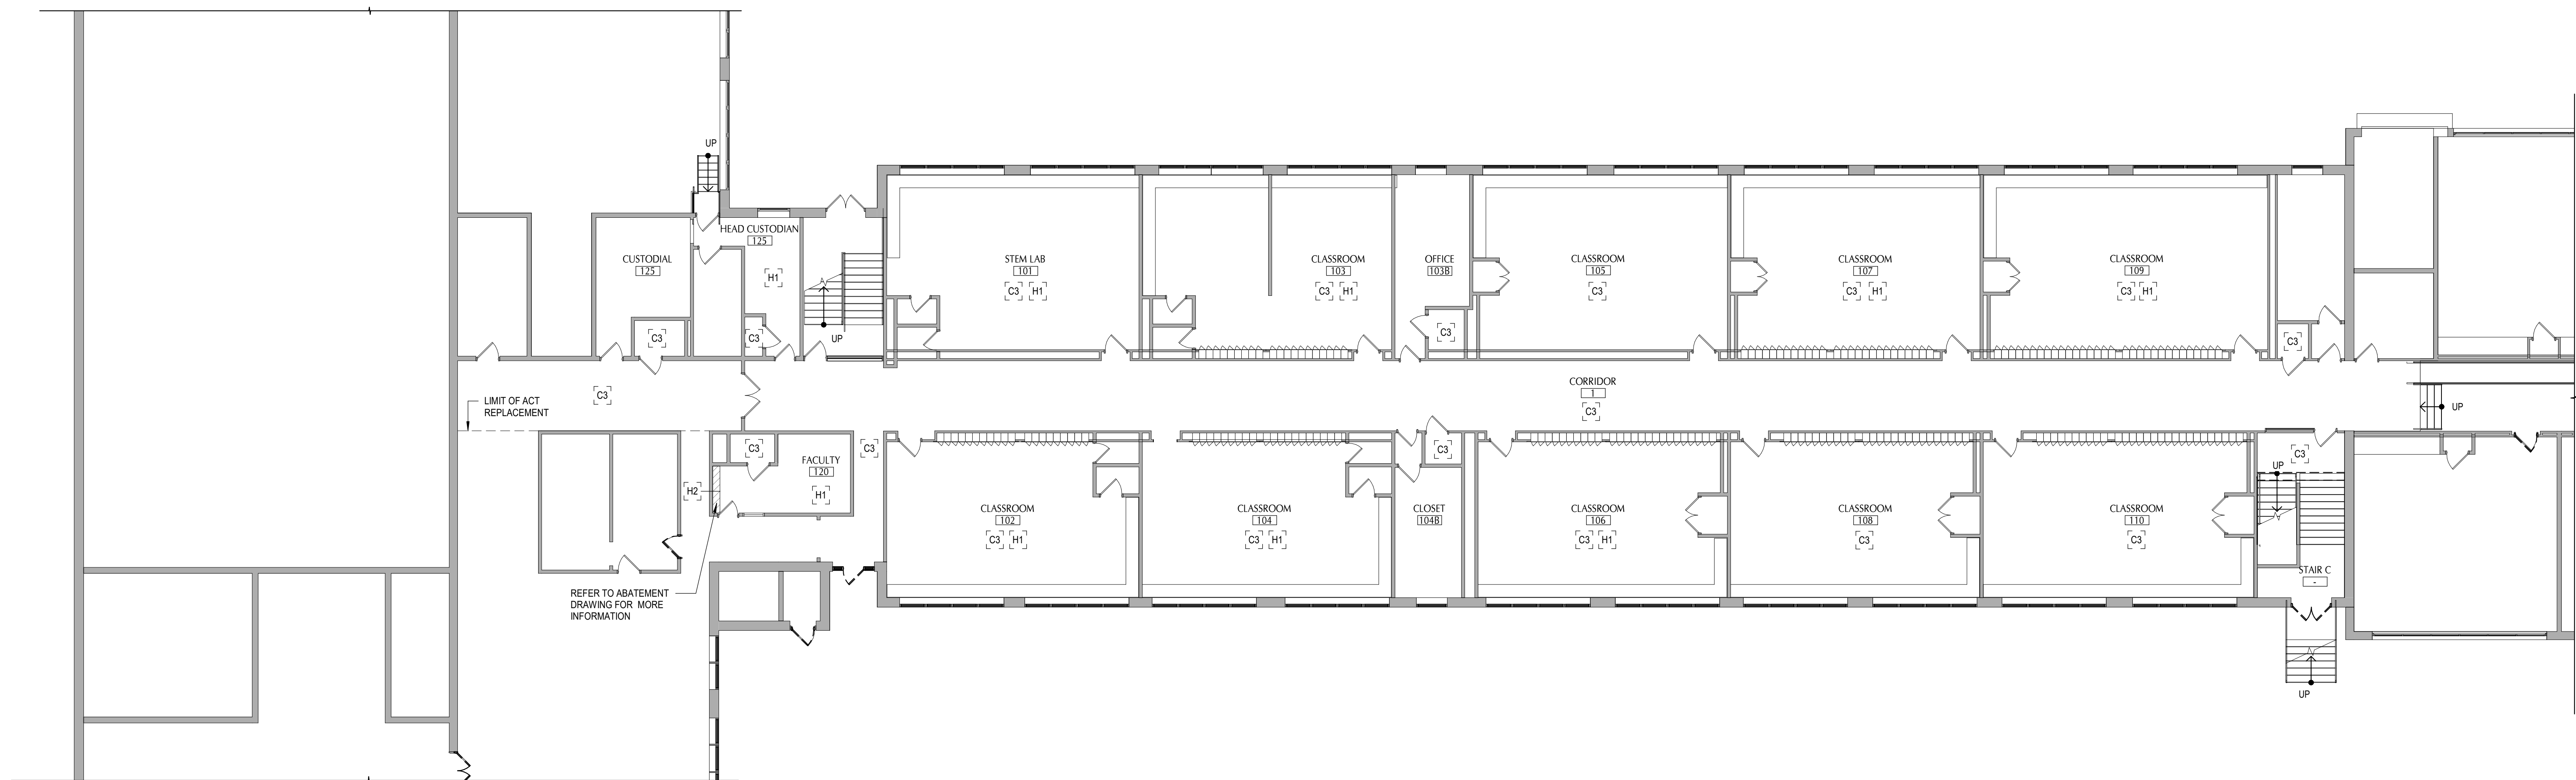 UP
HEAD CUSTODIAN
125
H1
CUSTODIAL
125
C3
C3
UP
STEM LAB
101
C3 H1
CLASSROOM
103
C3 H1
OFFICE
103B
C3
CLASSROOM
105
C3
CLASSROOM
107
C3 H1
CLASSROOM
109
C3 H1
C3
LIMIT OF ACT
REPLACEMENT
C3
CORRIDOR
1
C3
UP
C3
FACULTY
120
H1
H2
C3
REFER TO ABATEMENT
DRAWING FOR MORE
INFORMATION
CLASSROOM
102
C3 H1
CLASSROOM
104
C3 H1
C3
CLOSET
104B
CLASSROOM
106
C3 H1
CLASSROOM
108
C3
CLASSROOM
110
C3
C3
UP
STAIR C
-
UP